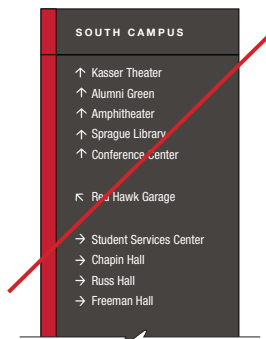 SOUTH CAMPUS
↑ Kasser Theater
↑ Alumni Green
↑ Amphitheater
↑ Sprague Library
↑ Conference Center
↖ Red Hawk Garage
→ Student Services Center
→ Chapin Hall
→ Russ Hall
→ Freeman Hall